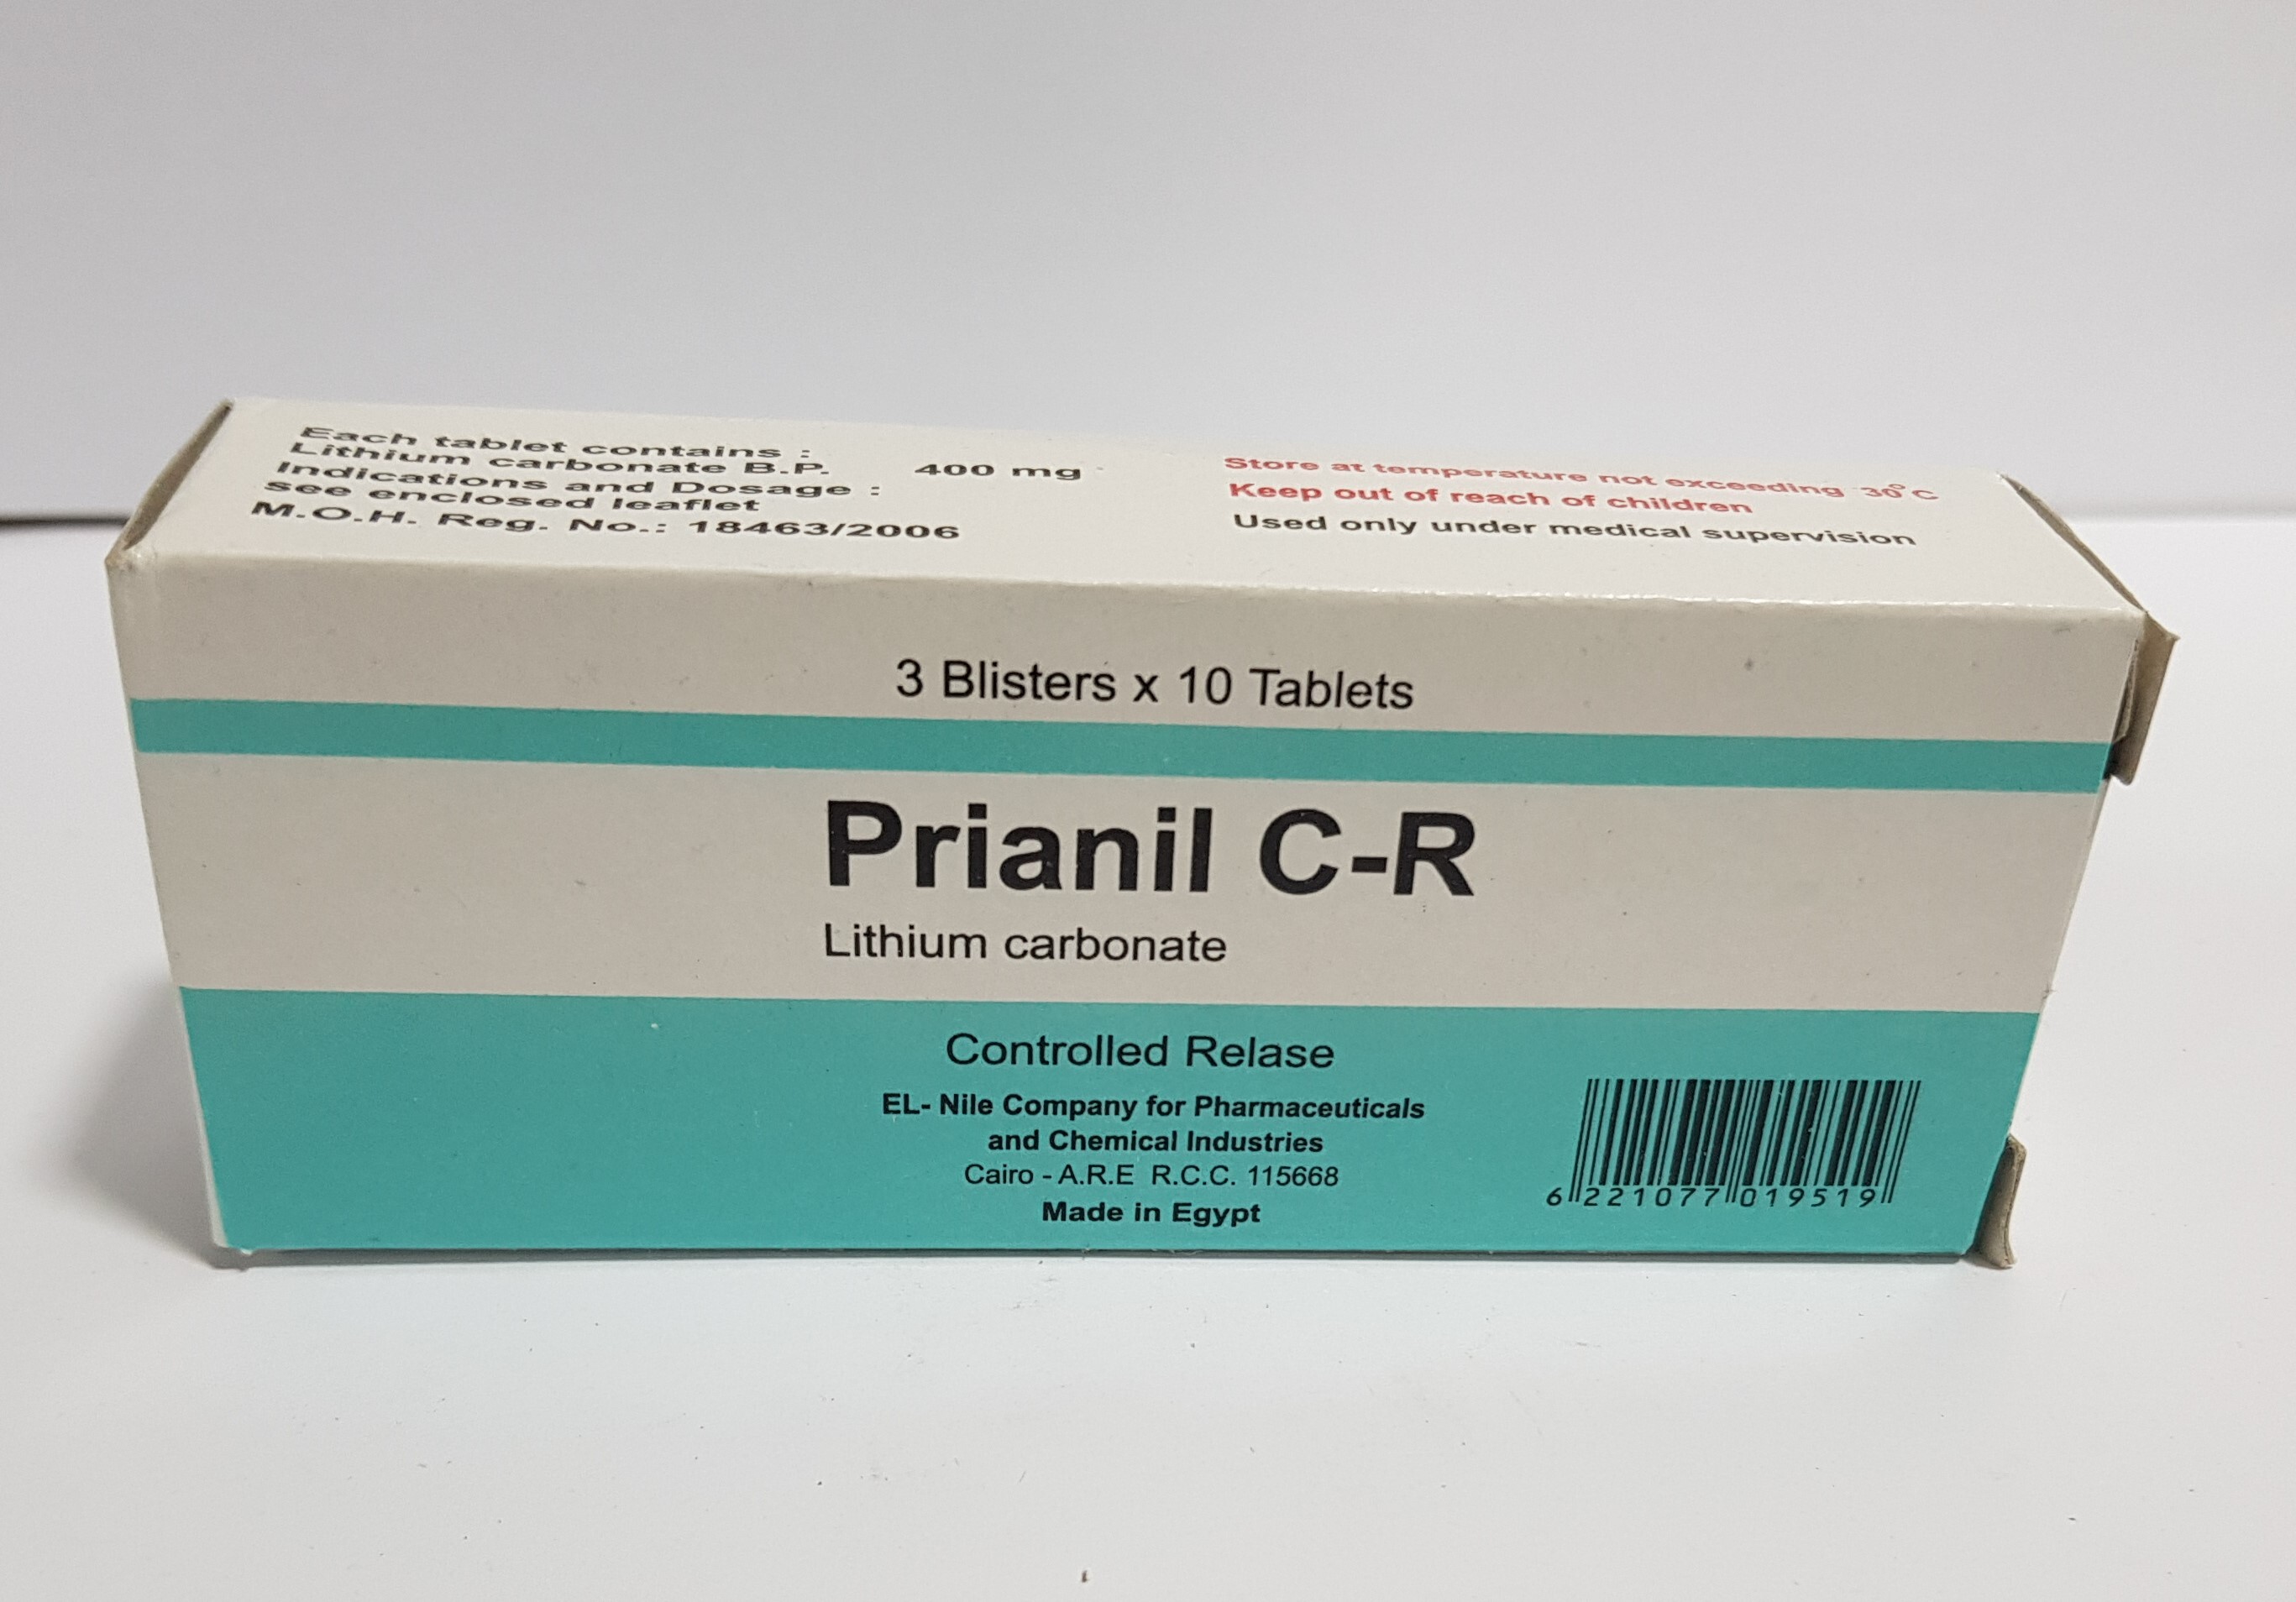 Each tablet contains :
Lithium carbonate B.P. 400 mg
Indications and Dosage :
see enclosed leaflet
M.O.H. Reg. No.: 18463/2006
Store at temperature not exceeding 30°C
Keep out of reach of children
Used only under medical supervision
3 Blisters x 10 Tablets
Prianil C-R
Lithium carbonate
Controlled Relase
EL- Nile Company for Pharmaceuticals
and Chemical Industries
Cairo - A.R.E R.C.C. 115668
Made in Egypt
6 221077 019519